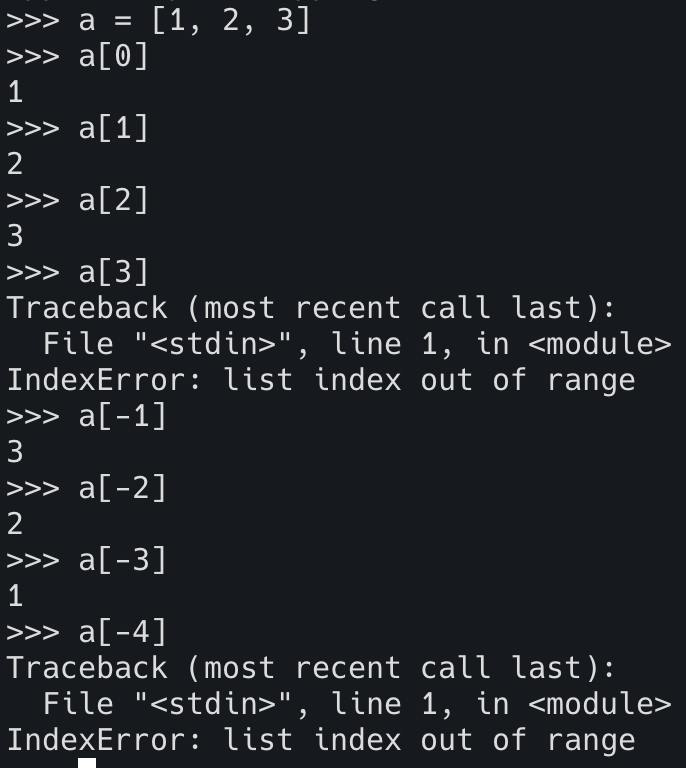 >>> a = [1, 2, 3]
>>> a[0]
1
>>> a[1]
2
>>> a[2]
3
>>> a[3]
Traceback (most recent call last):
  File "<stdin>", line 1, in <module>
IndexError: list index out of range
>>> a[-1]
3
>>> a[-2]
2
>>> a[-3]
1
>>> a[-4]
Traceback (most recent call last):
  File "<stdin>", line 1, in <module>
IndexError: list index out of range